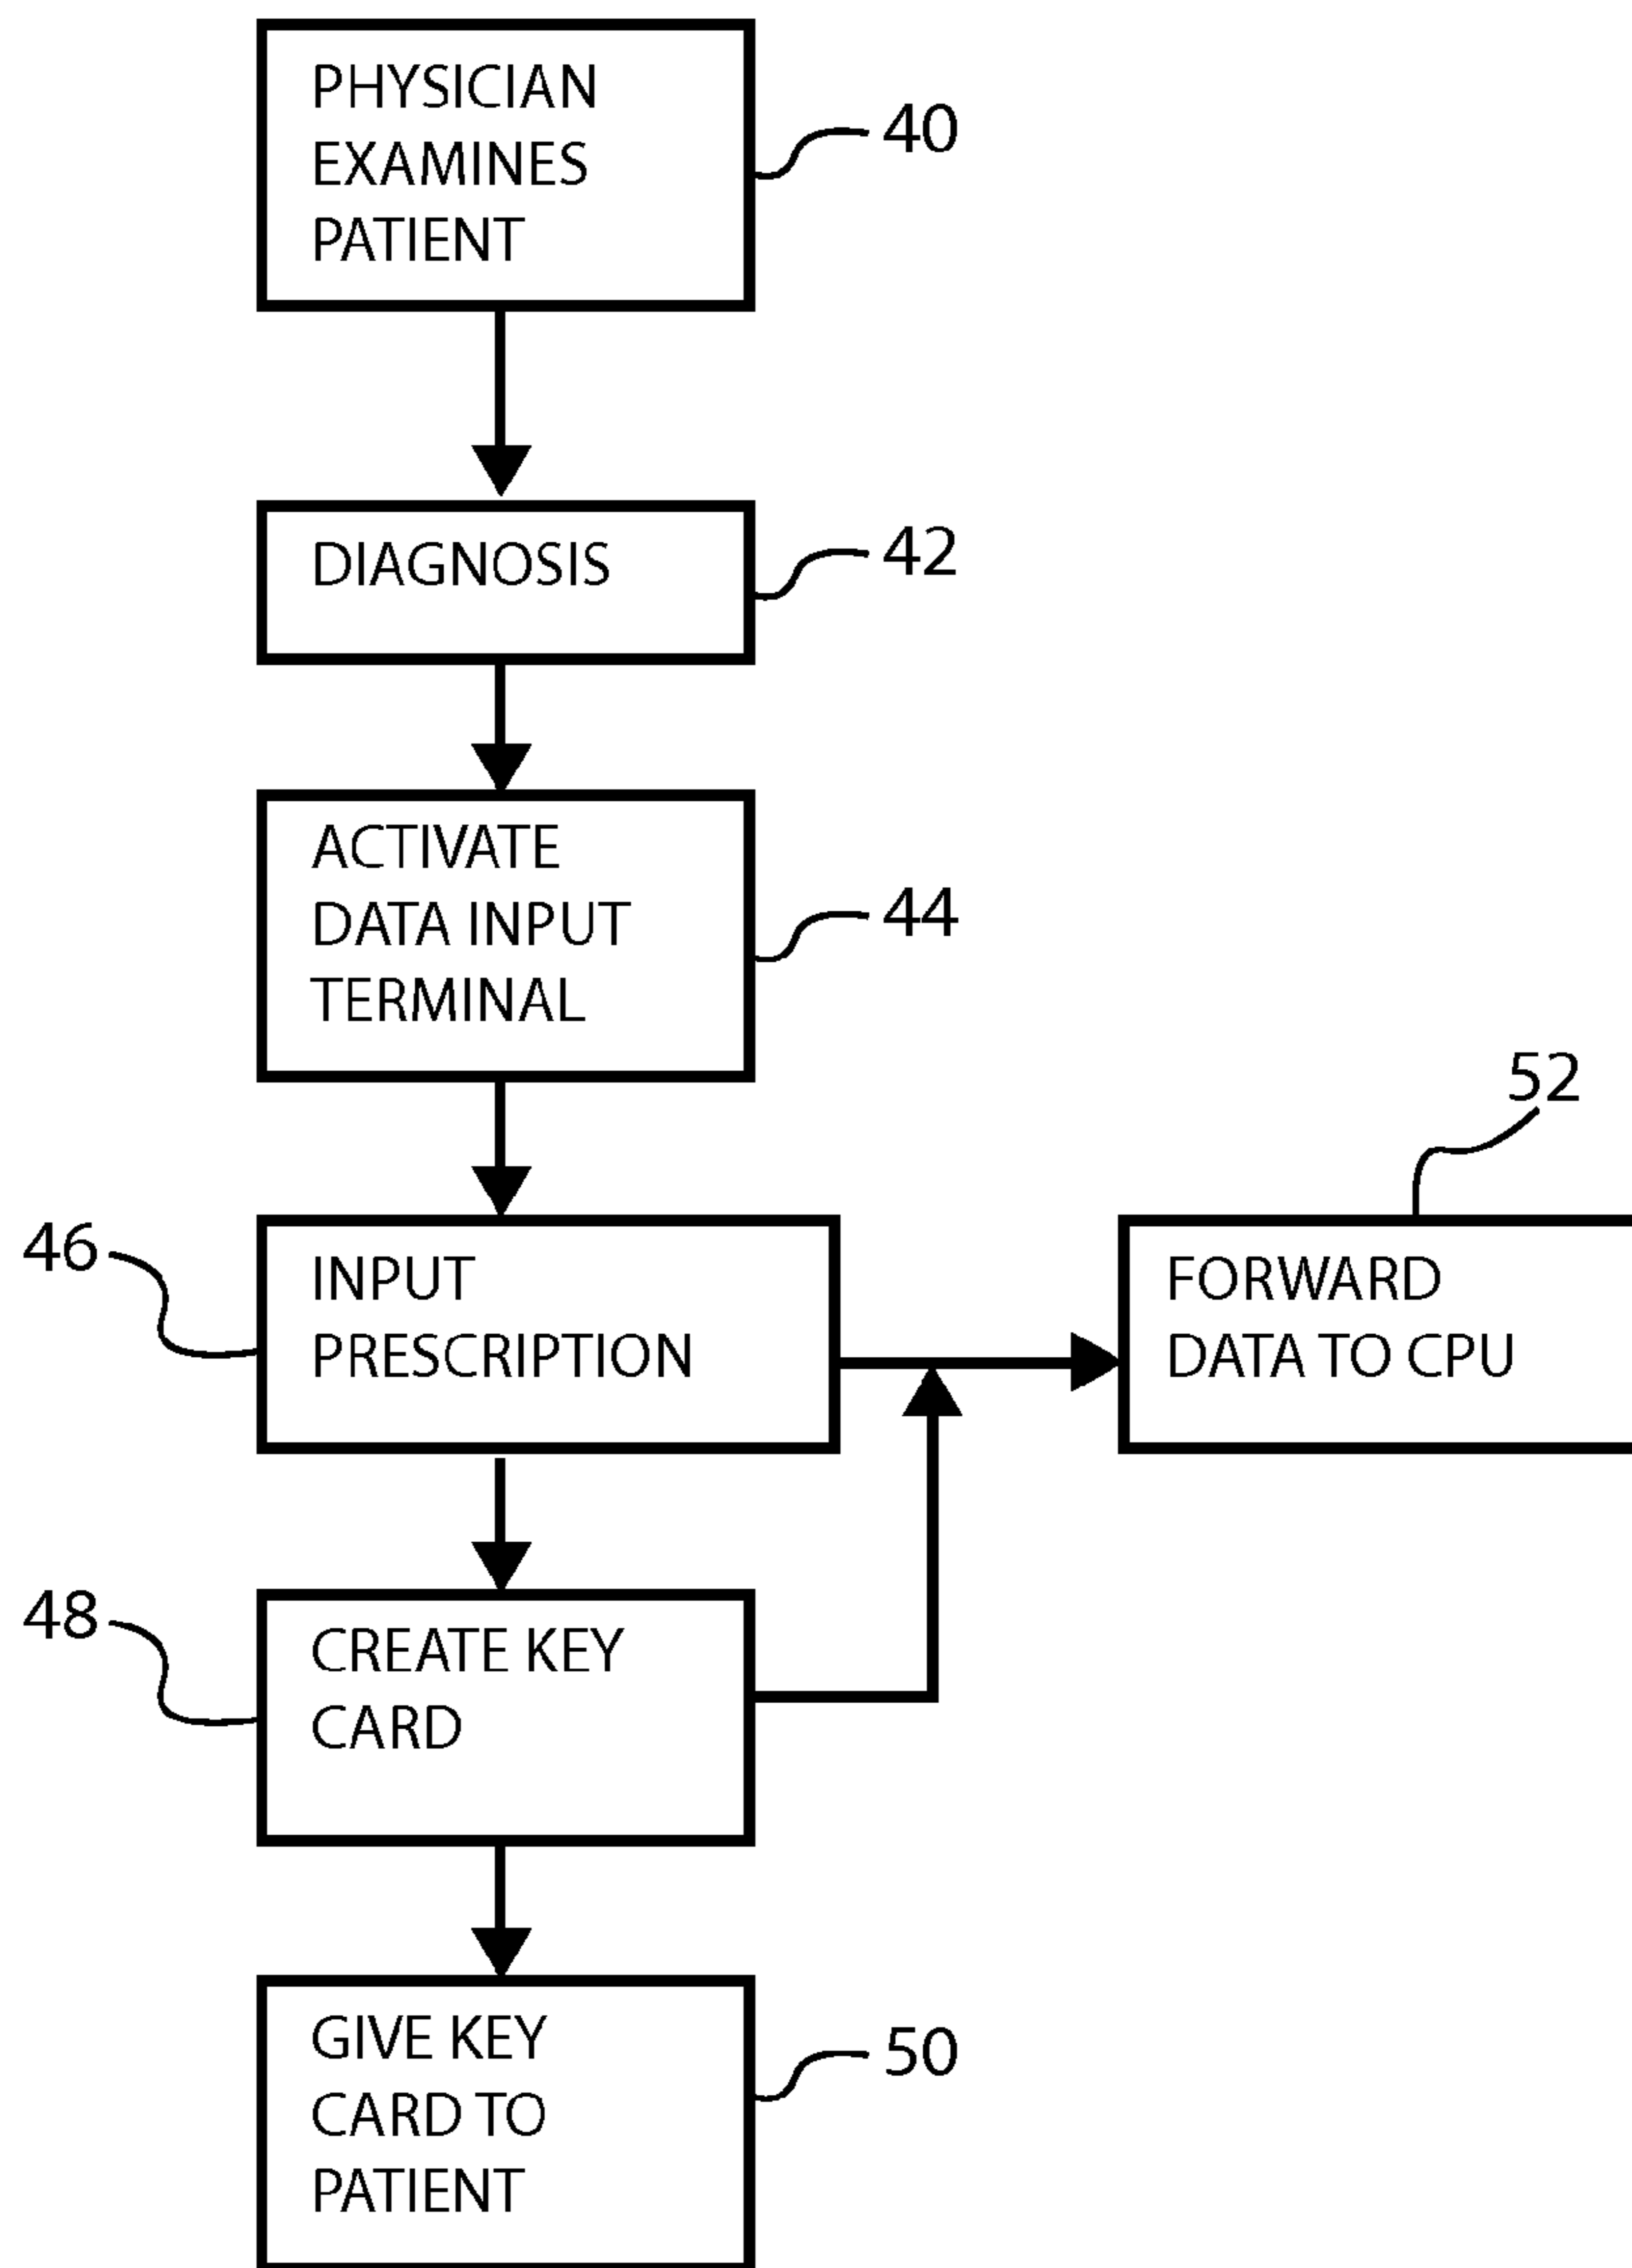 PHYSICIAN
EXAMINES
PATIENT
40
DIAGNOSIS
42
ACTIVATE
DATA INPUT
TERMINAL
44
52
46
INPUT
PRESCRIPTION
FORWARD
DATA TO CPU
48
CREATE KEY
CARD
GIVE KEY
CARD TO
PATIENT
50